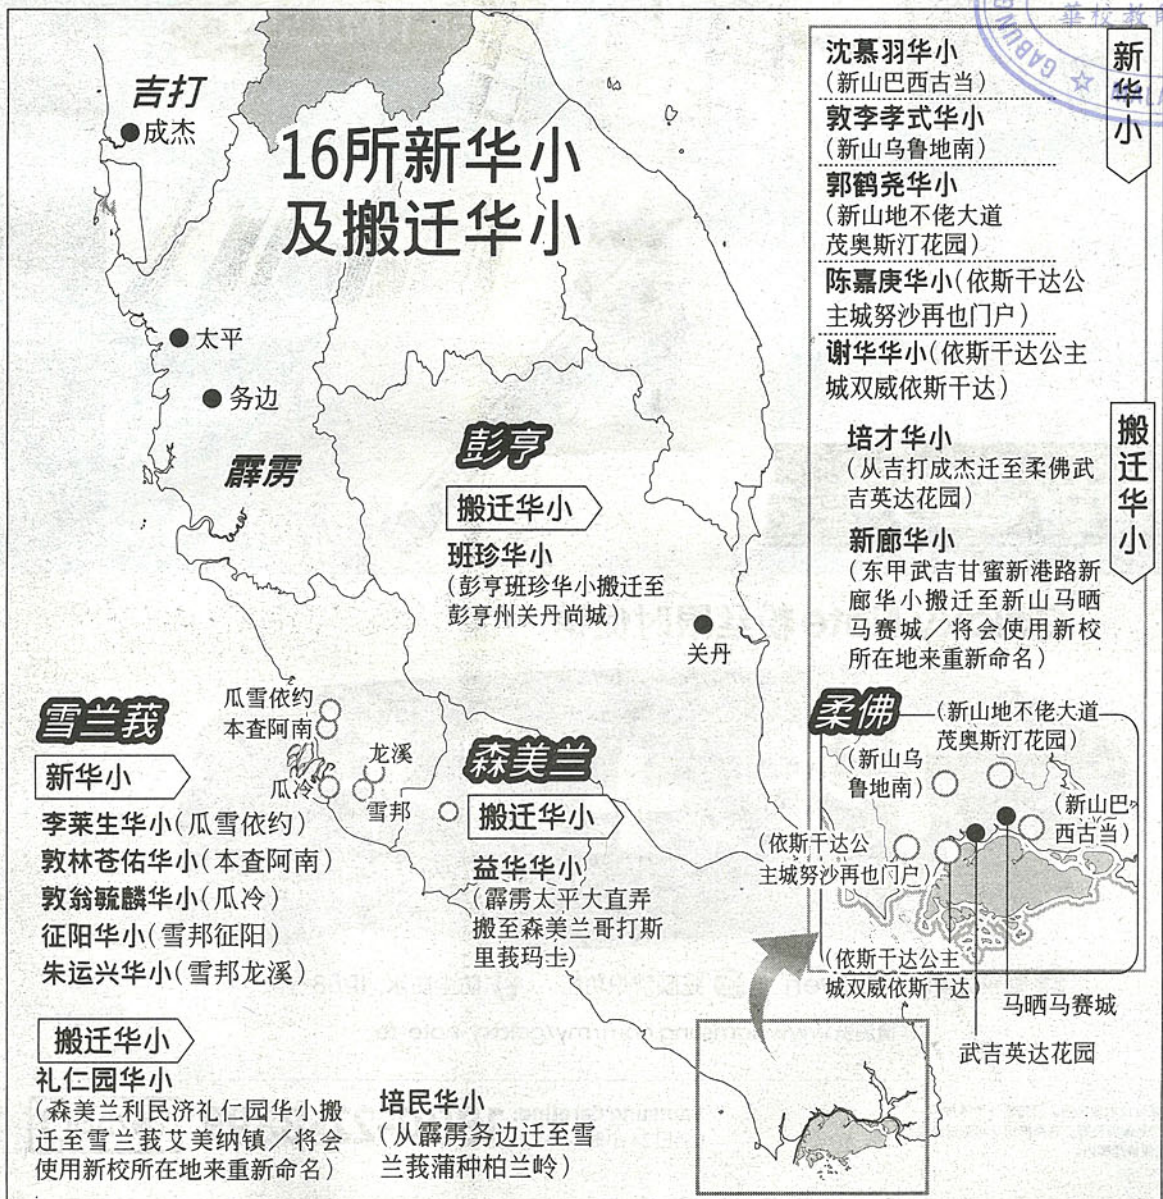 16所新华小
及搬迁华小
吉打
成杰
太平
务边
霹雳
彭亨
搬迁华小
班珍华小
(彭亨班珍华小搬迁至
彭亨州关丹尚城)
关丹
新华小
沈慕羽华小
(新山巴西古当)
敦李孝式华小
(新山乌鲁地南)
郭鹤尧华小
(新山地不佬大道
茂奥斯汀花园)
陈嘉庚华小(依斯干达公
主城努沙再也门户)
谢华华小(依斯干达公主
城双威依斯干达)
搬迁华小
培才华小
(从吉打成杰迁至柔佛武
吉英达花园)
新廊华小
(东甲武吉甘蜜新港路新
廊华小搬迁至新山马晒
马赛城／将会使用新校
所在地来重新命名)
雪兰莪
新华小
李莱生华小(瓜雪依约)
敦林苍佑华小(本查阿南)
敦翁毓麟华小(瓜冷)
征阳华小(雪邦征阳)
朱运兴华小(雪邦龙溪)
搬迁华小
礼仁园华小
(森美兰利民济礼仁园华小搬
迁至雪兰莪艾美纳镇／将会
使用新校所在地来重新命名)
培民华小
(从霹雳务边迁至雪
兰莪蒲种柏兰岭)
瓜雪依约
本查阿南
龙溪
瓜冷
雪邦
森美兰
搬迁华小
益华华小
(霹雳太平大直弄
搬至森美兰哥打斯
里莪玛士)
柔佛
(新山地不佬大道
茂奥斯汀花园)
(新山乌
鲁地南)
(新山巴
西古当)
(依斯干达公
主城努沙再也门户)
(依斯干达公主
城双威依斯干达)
马晒马赛城
武吉英达花园
華校教師
GABUN